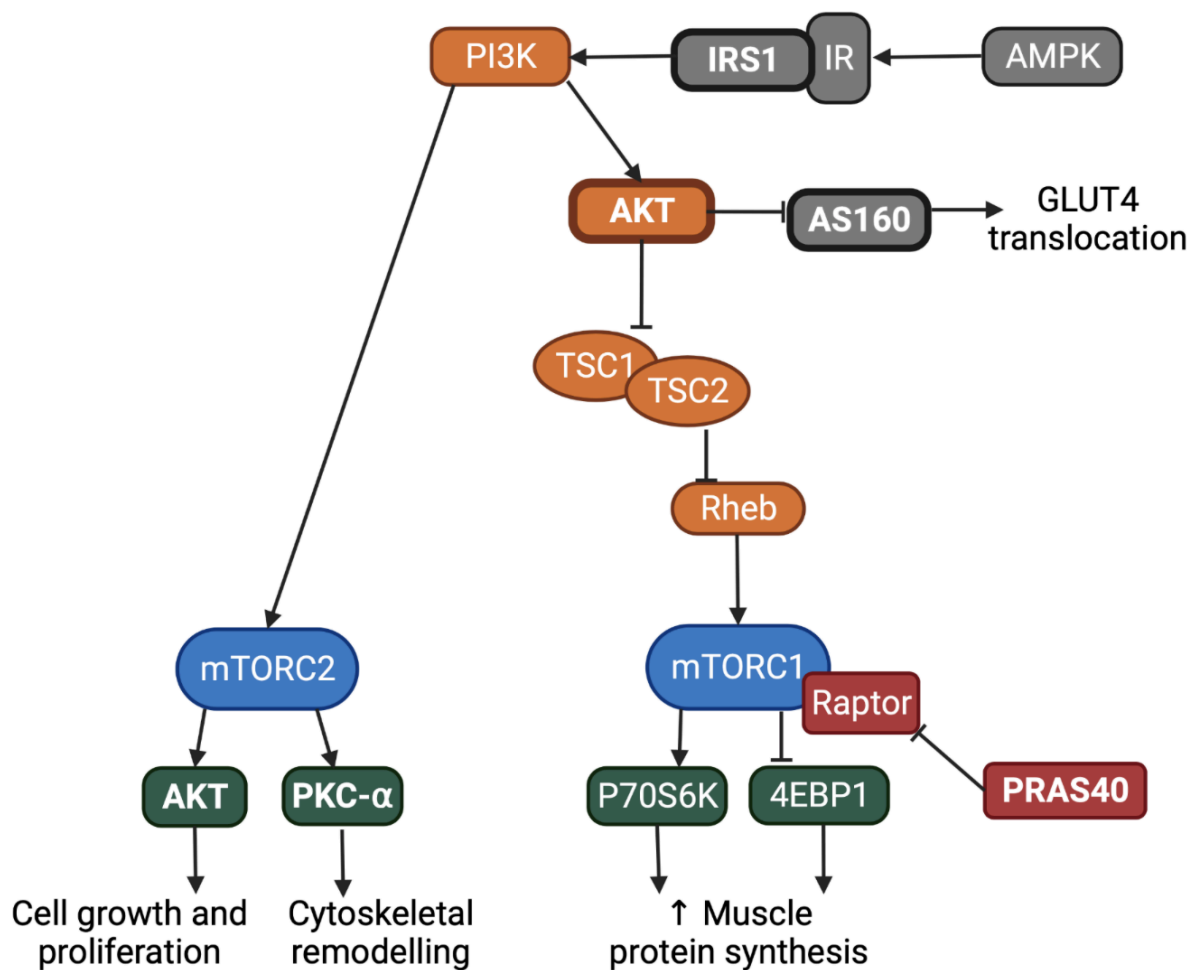 PI3K
IRS1
IR
AMPK
AKT
AS160
GLUT4
translocation
TSC1
TSC2
Rheb
mTORC2
mTORC1
Raptor
AKT
PKC-α
P70S6K
4EBP1
PRAS40
Cell growth and
proliferation
Cytoskeletal
remodelling
↑ Muscle
protein synthesis